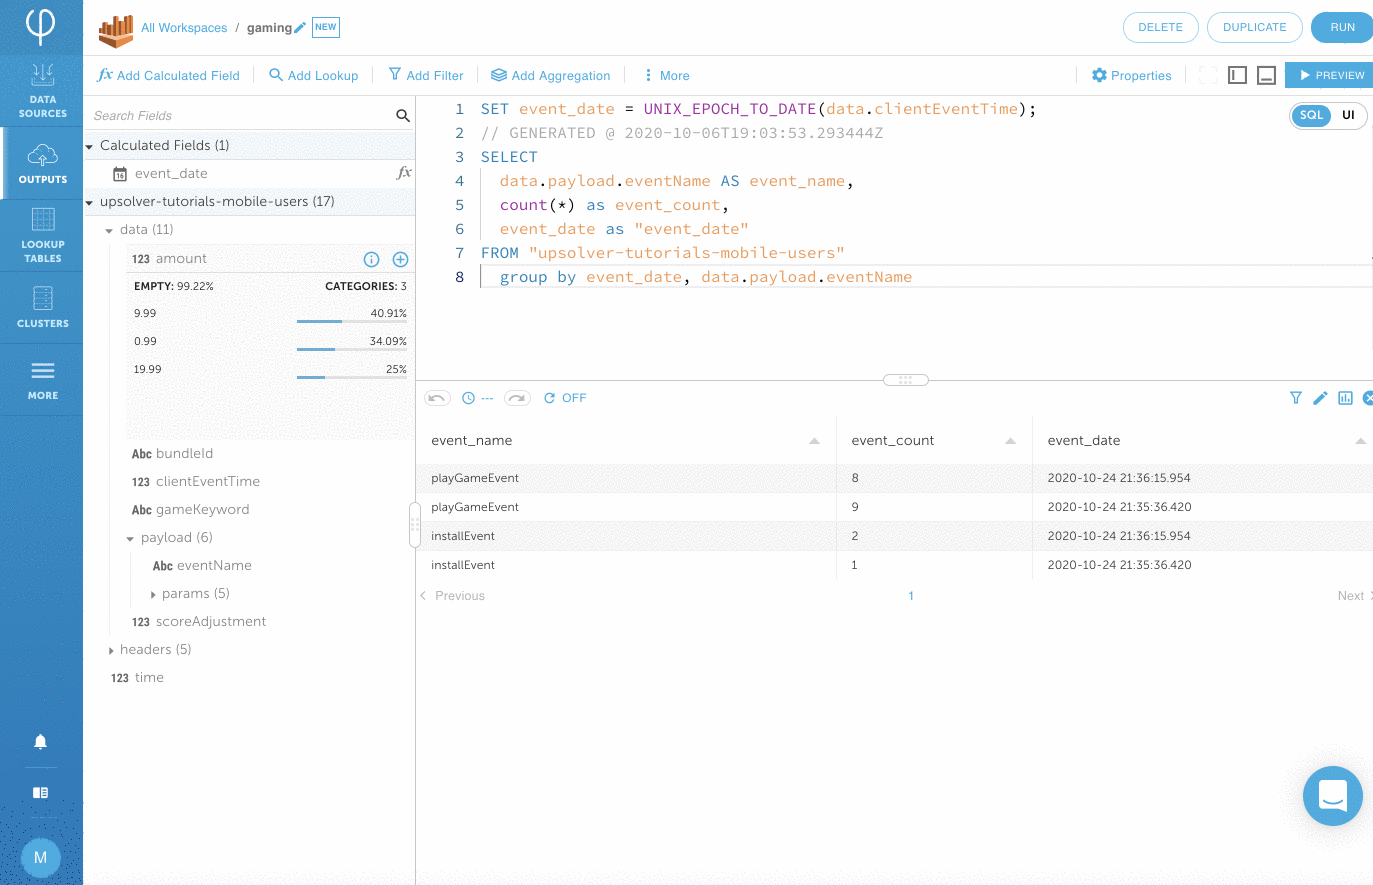 All Workspaces / gaming NEW
DELETE
DUPLICATE
RUN
DATA
SOURCES
OUTPUTS
LOOKUP
TABLES
CLUSTERS
MORE
M
fx Add Calculated Field
Add Lookup
Add Filter
Add Aggregation
More
Properties
PREVIEW
Search Fields
Calculated Fields (1)
16 event_date fx
upsolver-tutorials-mobile-users (17)
data (11)
123 amount
EMPTY: 99.22% CATEGORIES: 3
9.99 40.91%
0.99 34.09%
19.99 25%
Abc bundleId
123 clientEventTime
Abc gameKeyword
payload (6)
Abc eventName
params (5)
123 scoreAdjustment
headers (5)
123 time
SQL UI
1 SET event_date = UNIX_EPOCH_TO_DATE(data.clientEventTime);
2 // GENERATED @ 2020-10-06T19:03:53.293444Z
3 SELECT
4 data.payload.eventName AS event_name,
5 count(*) as event_count,
6 event_date as "event_date"
7 FROM "upsolver-tutorials-mobile-users"
8 group by event_date, data.payload.eventName
--- OFF
event_name event_count event_date
playGameEvent 8 2020-10-24 21:36:15.954
playGameEvent 9 2020-10-24 21:35:36.420
installEvent 2 2020-10-24 21:36:15.954
installEvent 1 2020-10-24 21:35:36.420
Previous 1 Next